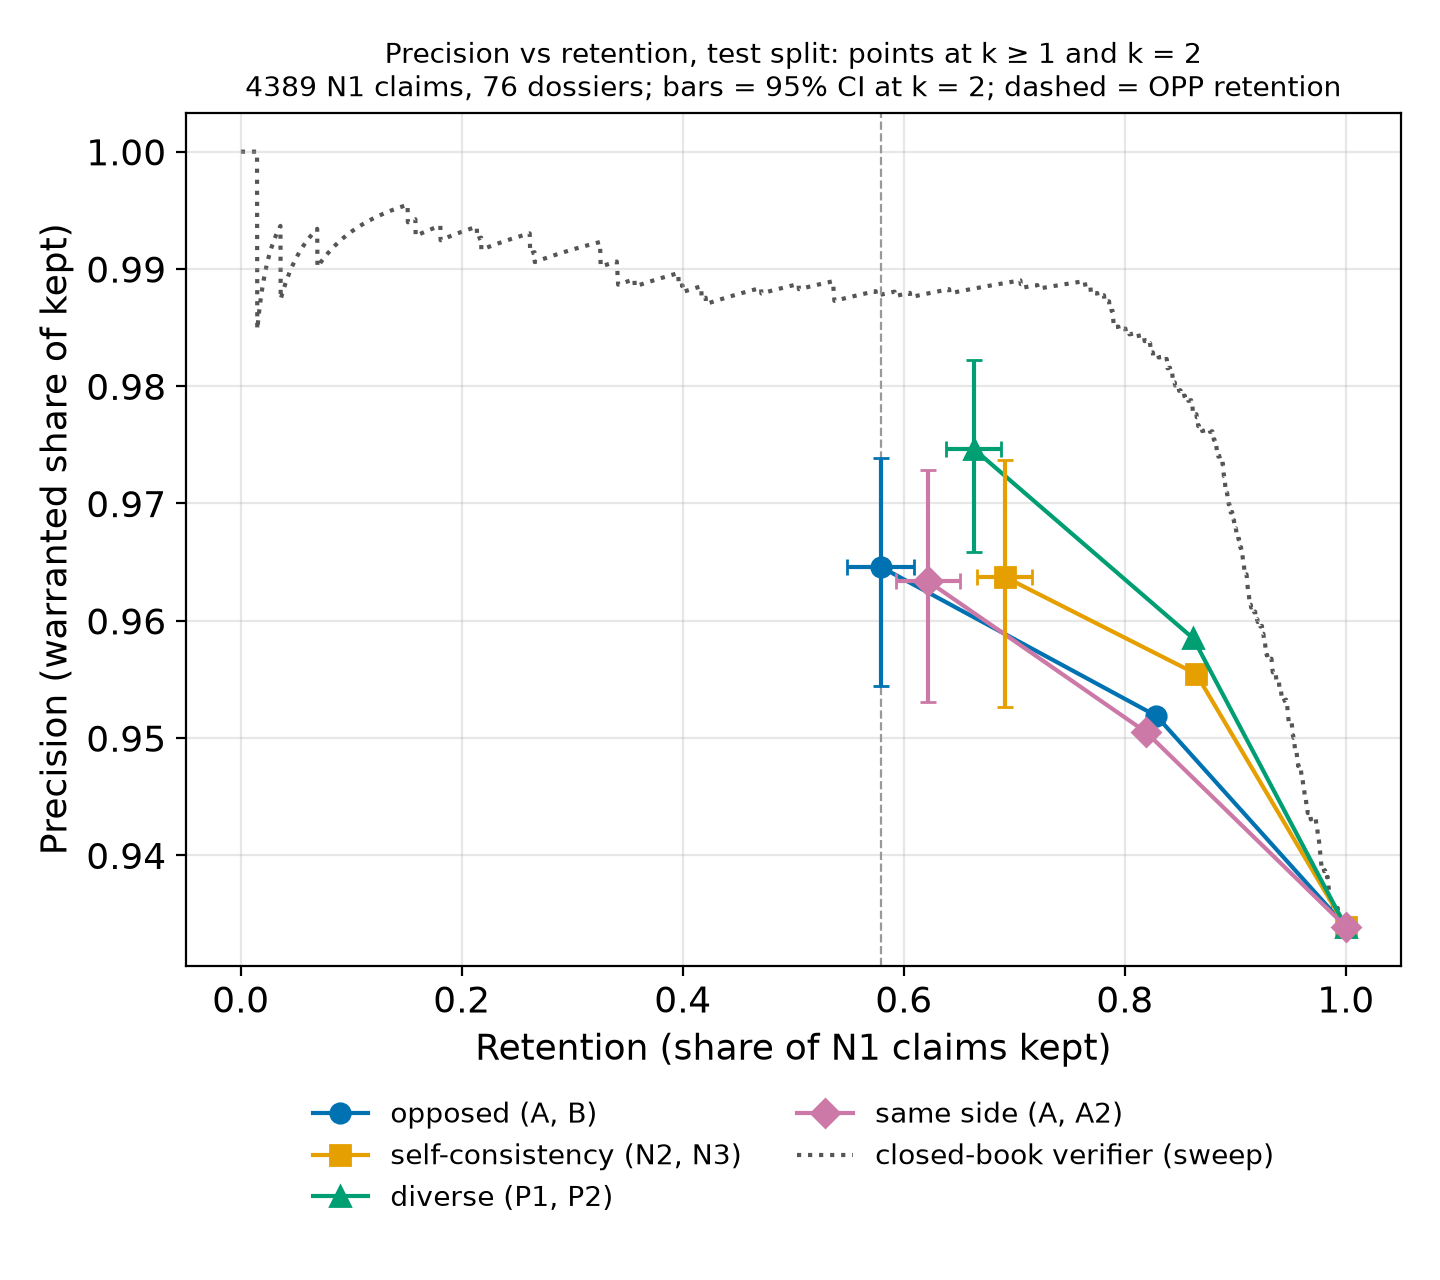 Precision vs retention, test split: points at k ≥ 1 and k = 2
4389 N1 claims, 76 dossiers; bars = 95% CI at k = 2; dashed = OPP retention
Precision (warranted share of kept)
1.00
0.99
0.98
0.97
0.96
0.95
0.94
0.0 0.2 0.4 0.6 0.8 1.0
Retention (share of N1 claims kept)
opposed (A, B)
self-consistency (N2, N3)
diverse (P1, P2)
same side (A, A2)
closed-book verifier (sweep)